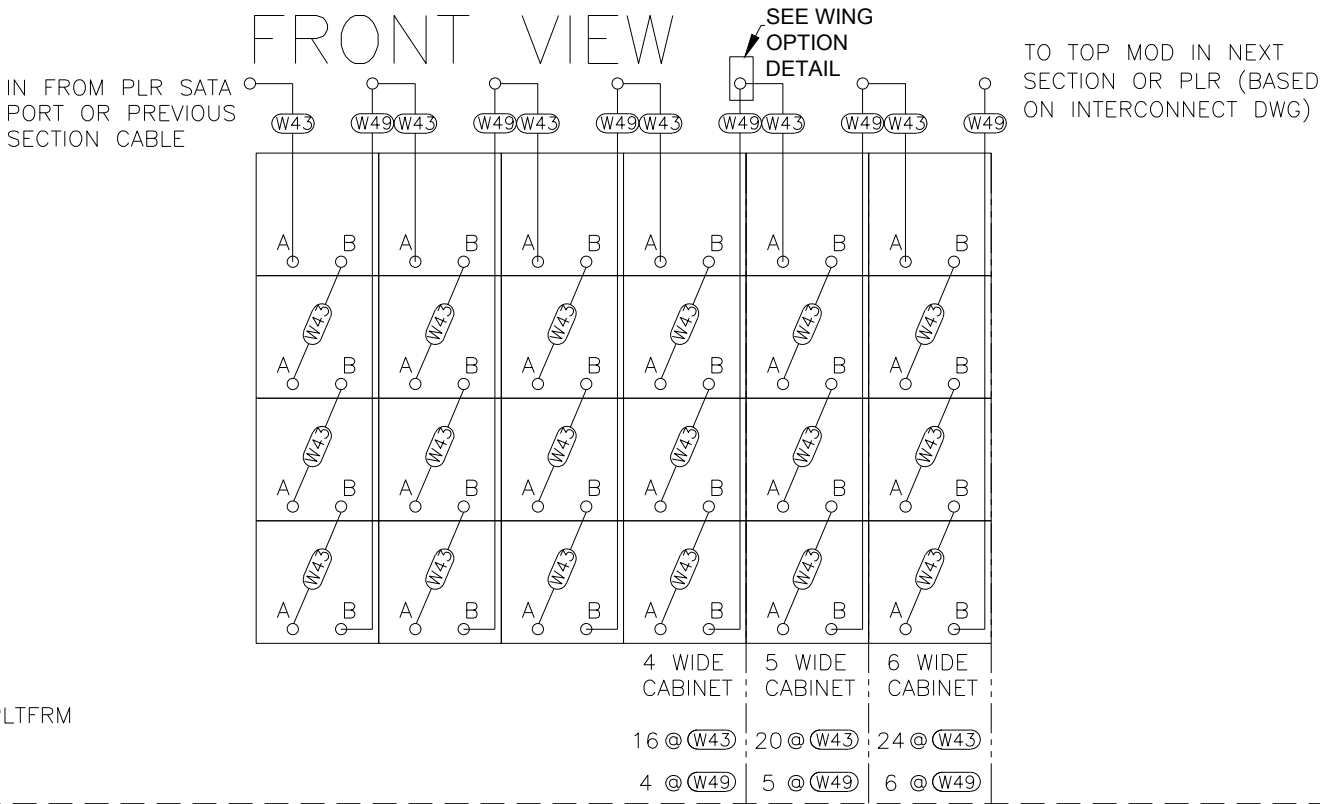 FRONT VIEW
SEE WING
OPTION
DETAIL
IN FROM PLR SATA
PORT OR PREVIOUS
SECTION CABLE
TO TOP MOD IN NEXT
SECTION OR PLR (BASED
ON INTERCONNECT DWG)
W43 W49 W43 W49 W43 W49 W43 W49 W43 W49 W43 W49
A B A B A B A B A B A B
W43 W43 W43 W43 W43 W43
A B A B A B A B A B A B
W43 W43 W43 W43 W43 W43
A B A B A B A B A B A B
W43 W43 W43 W43 W43 W43
A B A B A B A B A B A B
4 WIDE
CABINET
5 WIDE
CABINET
6 WIDE
CABINET
LTFRM
16 @ W43 20 @ W43 24 @ W43
4 @ W49 5 @ W49 6 @ W49